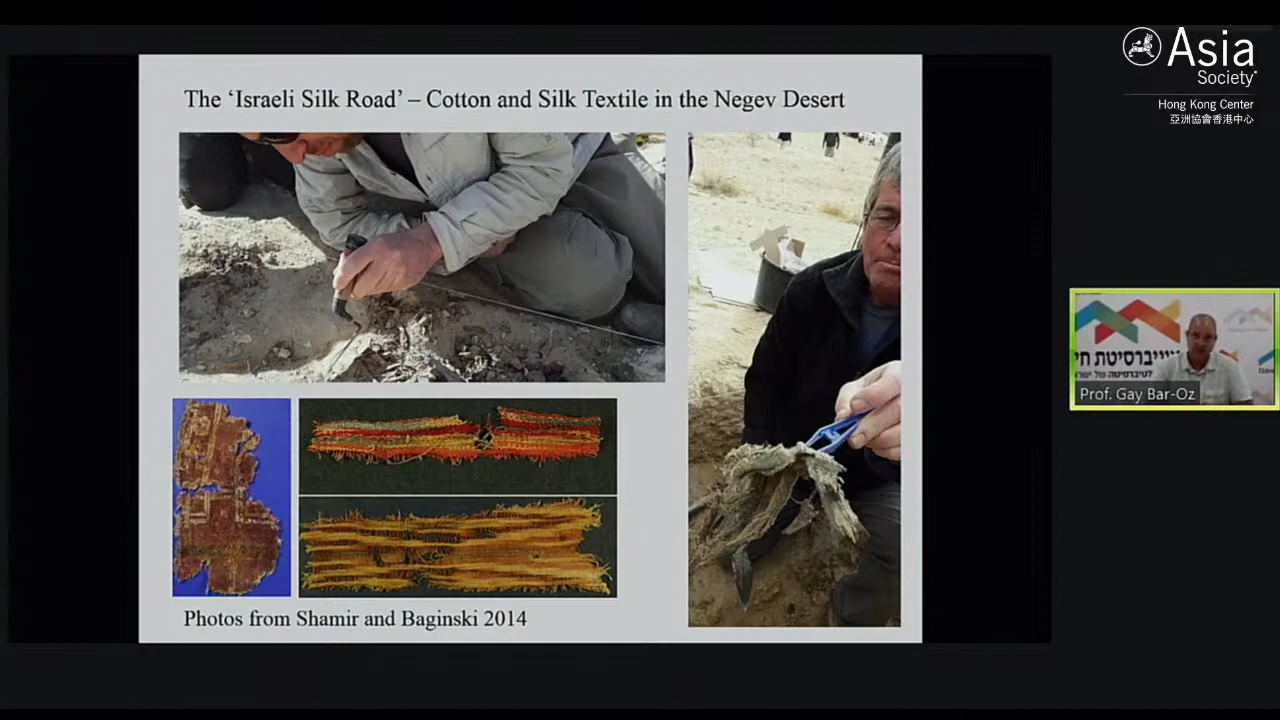 Asia
Society
Hong Kong Center
亞洲協會香港中心
The ‘Israeli Silk Road’ – Cotton and Silk Textile in the Negev Desert
Photos from Shamir and Baginski 2014
Prof. Gay Bar-Oz